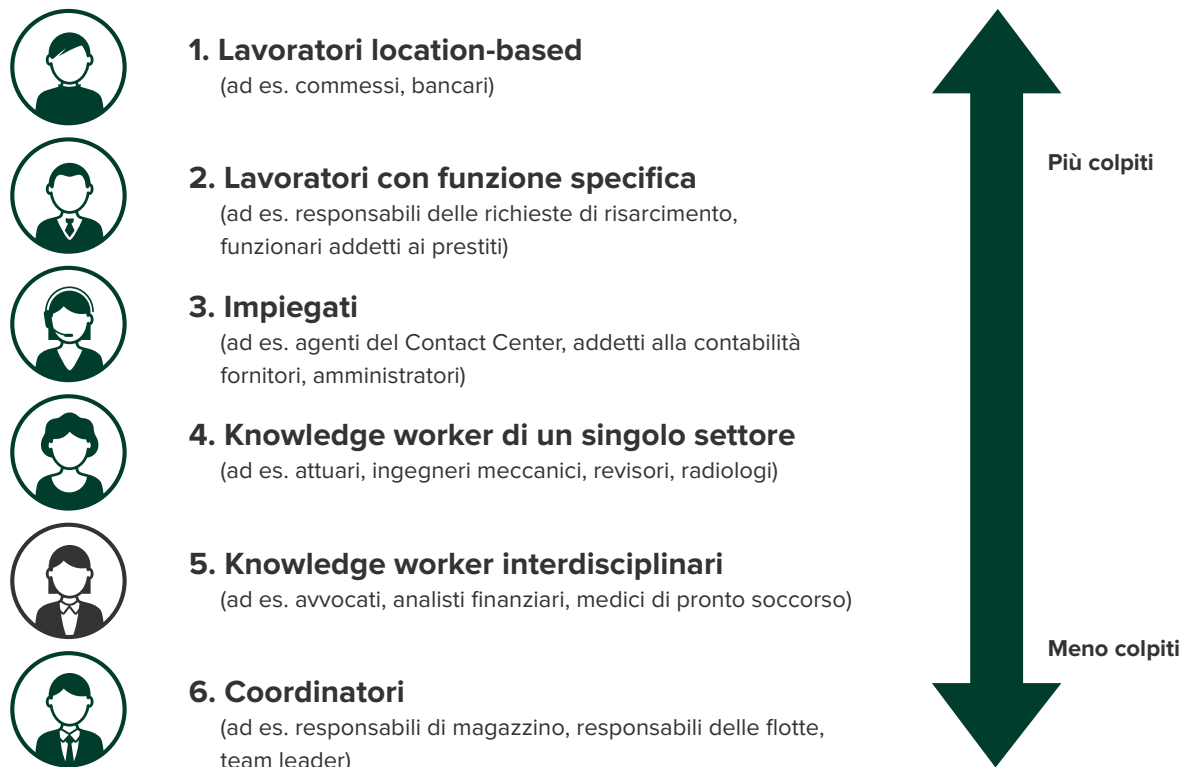 1. Lavoratori location-based
(ad es. commessi, bancari)
Più colpiti
2. Lavoratori con funzione specifica
(ad es. responsabili delle richieste di risarcimento,
funzionari addetti ai prestiti)
3. Impiegati
(ad es. agenti del Contact Center, addetti alla contabilità
fornitori, amministratori)
4. Knowledge worker di un singolo settore
(ad es. attuari, ingegneri meccanici, revisori, radiologi)
5. Knowledge worker interdisciplinari
(ad es. avvocati, analisti finanziari, medici di pronto soccorso)
Meno colpiti
6. Coordinatori
(ad es. responsabili di magazzino, responsabili delle flotte,
team leader)